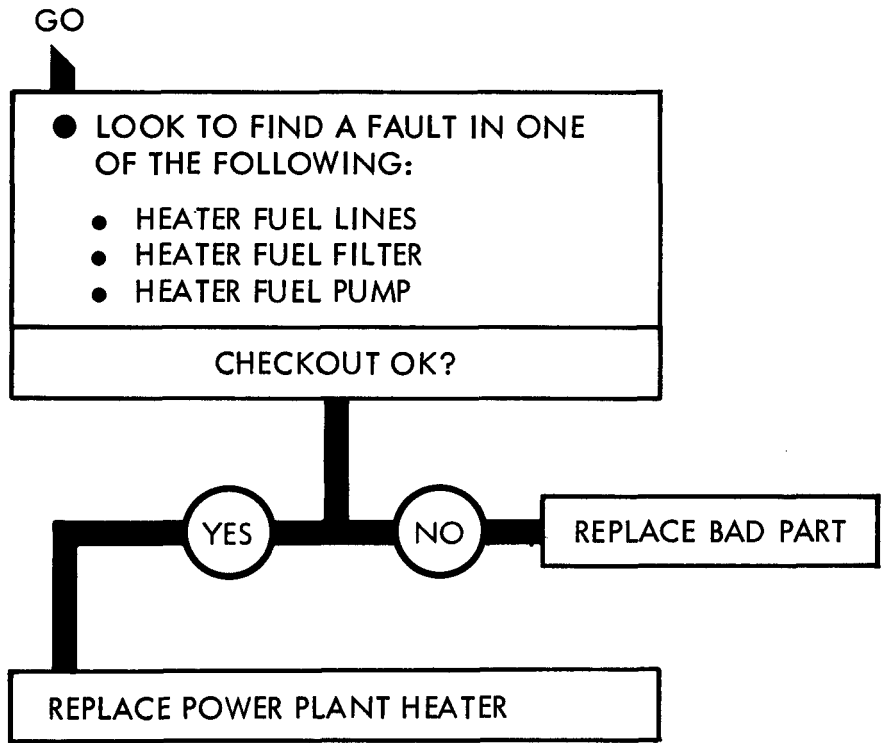 GO
● LOOK TO FIND A FAULT IN ONE
OF THE FOLLOWING:
● HEATER FUEL LINES
● HEATER FUEL FILTER
● HEATER FUEL PUMP
CHECKOUT OK?
YES
NO
REPLACE BAD PART
REPLACE POWER PLANT HEATER